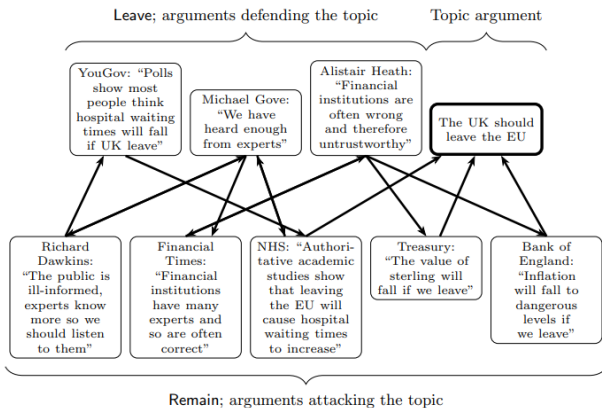 Leave; arguments defending the topic
Topic argument
YouGov: “Polls
show most
people think
hospital waiting
times will fall
if UK leave”
Michael Gove:
“We have
heard enough
from experts”
Alistair Heath:
“Financial
institutions are
often wrong
and therefore
untrustworthy”
The UK should
leave the EU
Richard
Dawkins:
“The public is
ill-informed,
experts know
more so we
should listen
to them”
Financial
Times:
“Financial
institutions
have many
experts and
so are often
correct”
NHS: “Authori-
tative academic
studies show
that leaving
the EU will
cause hospital
waiting times
to increase”
Treasury:
“The value of
sterling will
fall if we leave”
Bank of
England:
“Inflation
will fall to
dangerous
levels if
we leave”
Remain; arguments attacking the topic